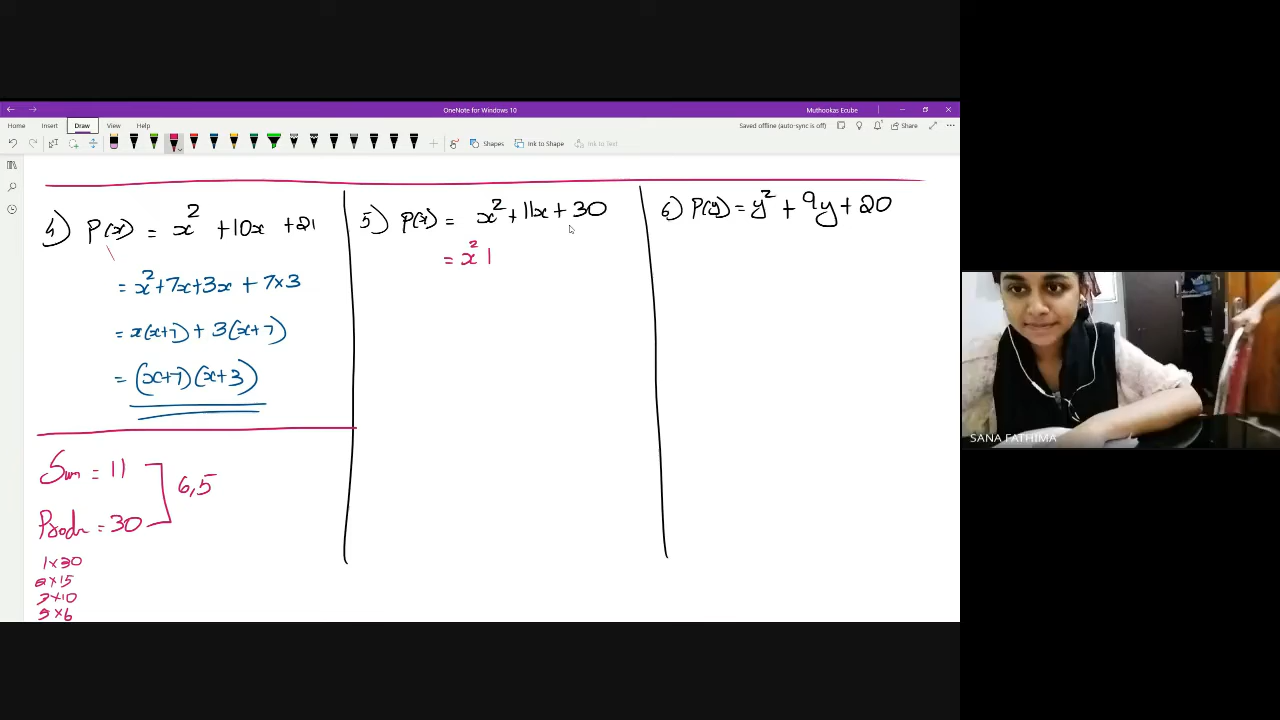 OneNote for Windows 10
Muthookas Ecube
Home Insert Draw View Help
Saved offline (auto-sync is off)
Share
Shapes
Ink to Shape
Ink to Text
4) P(x) = x² + 10x + 21
= x² + 7x + 3x + 7×3
= x(x+7) + 3(x+7)
= (x+7)(x+3)
Sum = 11
Prod = 30
6,5
1×30
2×15
3×10
5×6
5) P(x) = x² + 11x + 30
= x² 1
6) P(y) = y² + 9y + 20
SANA FATHIMA